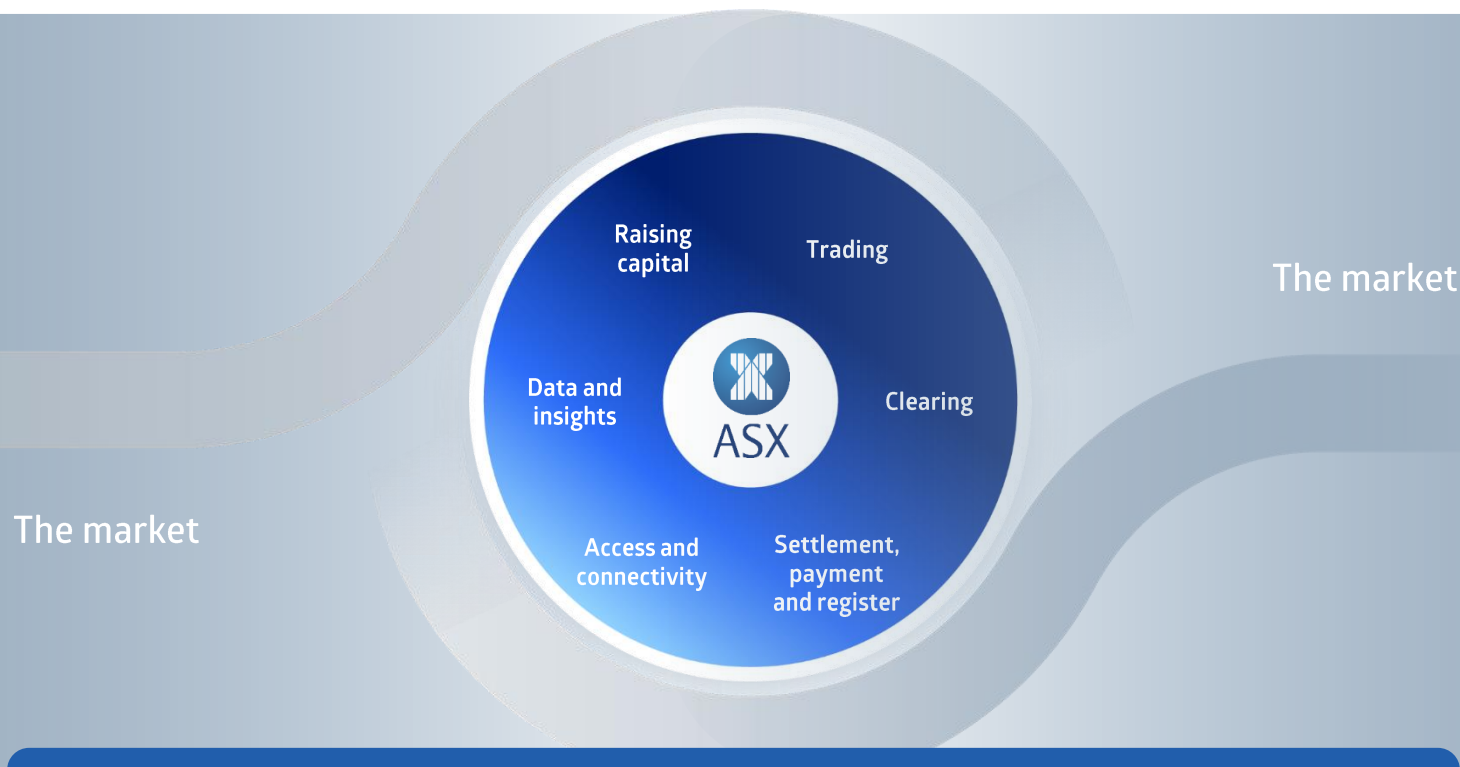 Raising
capital
Trading
The market
Data and
insights
ASX
Clearing
The market
Access and
connectivity
Settlement,
payment
and register